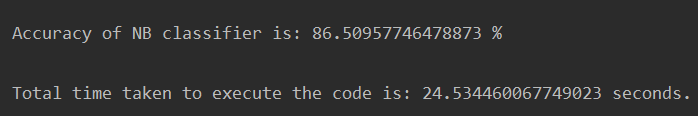 Accuracy of NB classifier is: 86.50957746478873 %
Total time taken to execute the code is: 24.534460067749023 seconds.